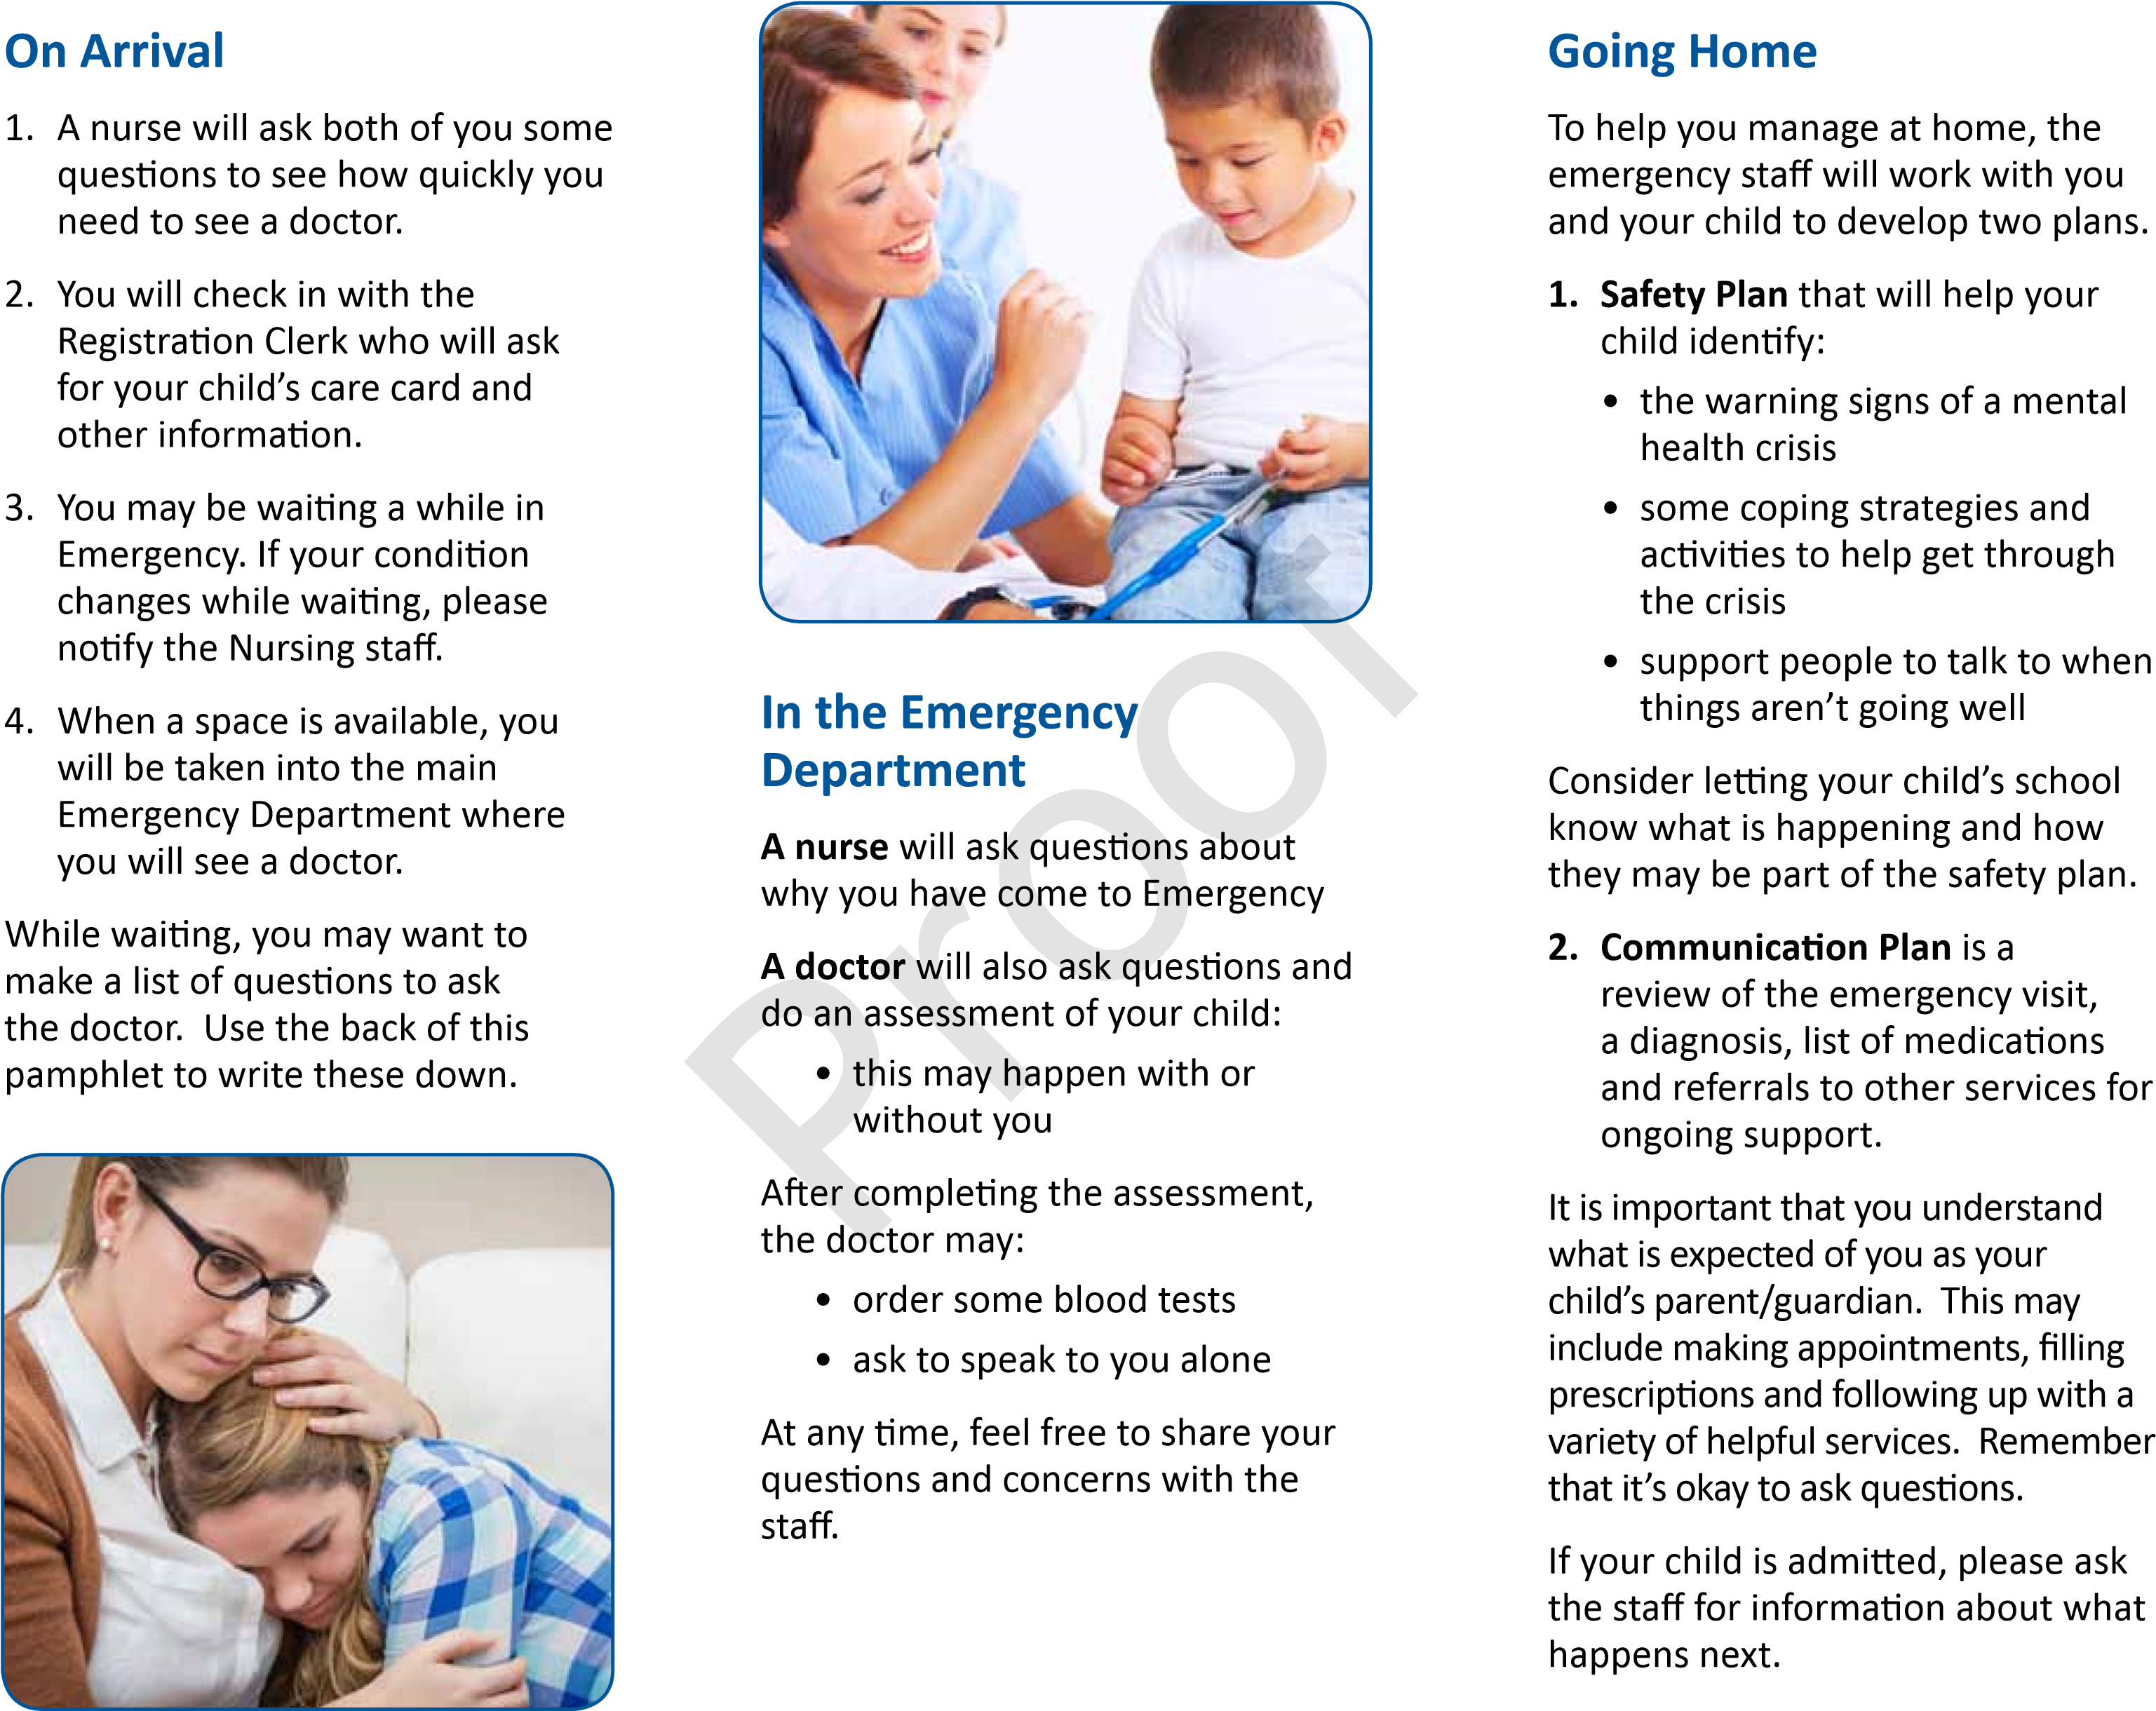 On Arrival
1. A nurse will ask both of you some
questions to see how quickly you
need to see a doctor.
2. You will check in with the
Registration Clerk who will ask
for your child’s care card and
other information.
3. You may be waiting a while in
Emergency. If your condition
changes while waiting, please
notify the Nursing staff.
4. When a space is available, you
will be taken into the main
Emergency Department where
you will see a doctor.
While waiting, you may want to
make a list of questions to ask
the doctor.  Use the back of this
pamphlet to write these down.
In the Emergency
Department
A nurse will ask questions about
why you have come to Emergency
A doctor will also ask questions and
do an assessment of your child:
• this may happen with or
without you
After completing the assessment,
the doctor may:
• order some blood tests
• ask to speak to you alone
At any time, feel free to share your
questions and concerns with the
staff.
Going Home
To help you manage at home, the
emergency staff will work with you
and your child to develop two plans.
1. Safety Plan that will help your
child identify:
• the warning signs of a mental
health crisis
• some coping strategies and
activities to help get through
the crisis
• support people to talk to when
things aren’t going well
Consider letting your child’s school
know what is happening and how
they may be part of the safety plan.
2. Communication Plan is a
review of the emergency visit,
a diagnosis, list of medications
and referrals to other services for
ongoing support.
It is important that you understand
what is expected of you as your
child’s parent/guardian.  This may
include making appointments, filling
prescriptions and following up with a
variety of helpful services.  Remember
that it’s okay to ask questions.
If your child is admitted, please ask
the staff for information about what
happens next.
Proof